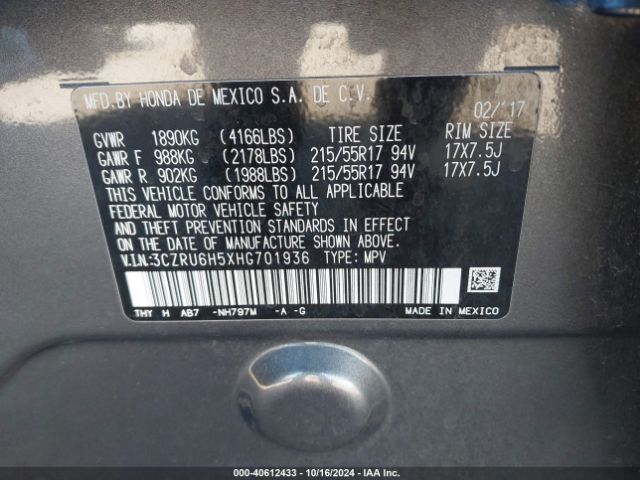 MFD.BY HONDA DE MEXICO S.A. DE C.V.
02/'17
GVWR 1890KG (4166LBS) TIRE SIZE RIM SIZE
GAWR F 988KG (2178LBS) 215/55R17 94V 17X7.5J
GAWR R 902KG (1988LBS) 215/55R17 94V 17X7.5J
THIS VEHICLE CONFORMS TO ALL APPLICABLE
FEDERAL MOTOR VEHICLE SAFETY
AND THEFT PREVENTION STANDARDS IN EFFECT
ON THE DATE OF MANUFACTURE SHOWN ABOVE.
V.I.N.:3CZRU6H5XHG701936 TYPE: MPV
THY H AB7 -NH797M -A -G MADE IN MEXICO
000-40612433 - 10/16/2024 - IAA Inc.